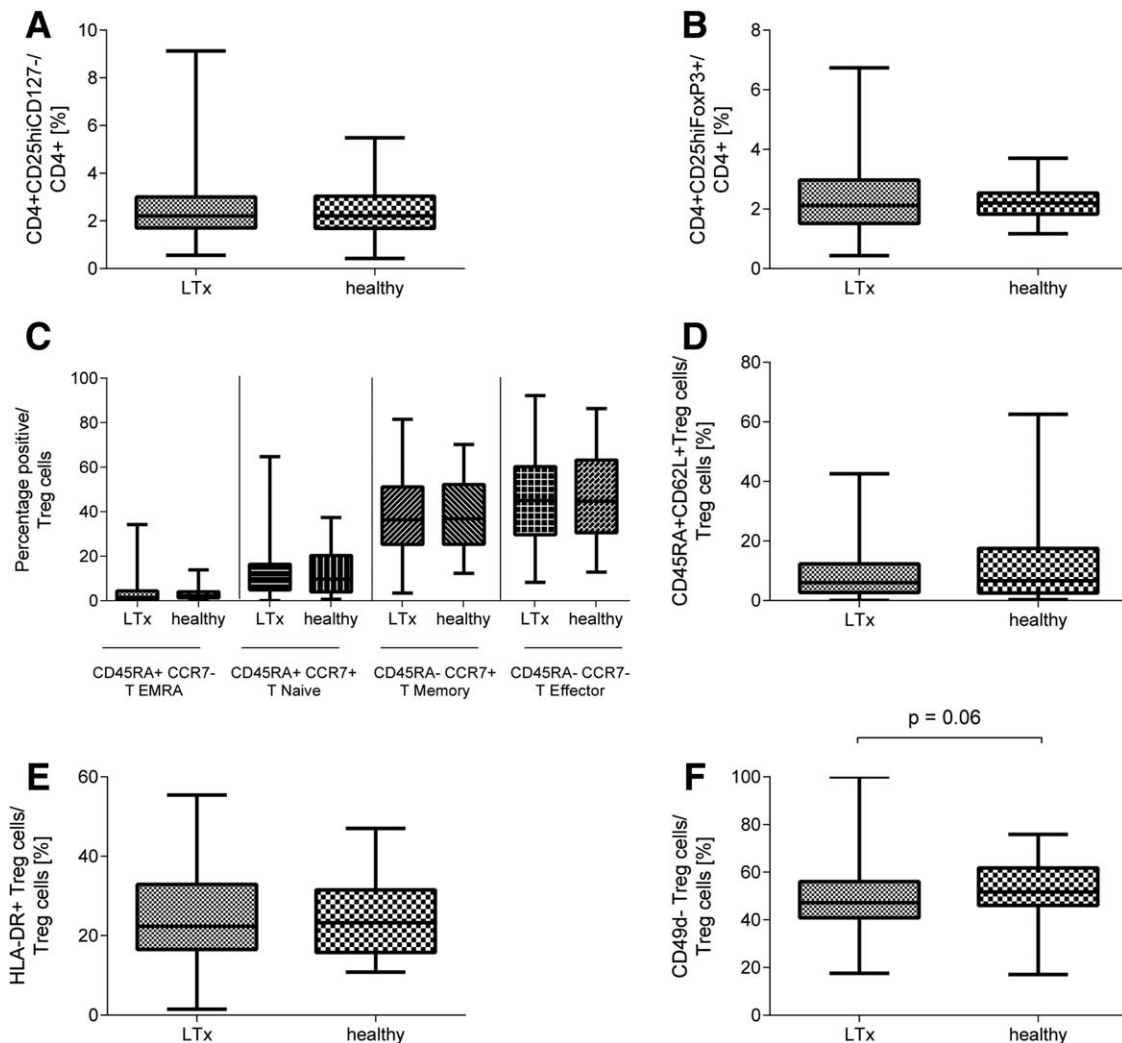 A
CD4+CD25hiCD127-/
CD4+ [%]
10
8
6
4
2
0
LTx healthy
B
CD4+CD25hiFoxP3+/
CD4+ [%]
8
6
4
2
0
LTx healthy
C
Percentage positive/
Treg cells
100
80
60
40
20
0
LTx healthy LTx healthy LTx healthy LTx healthy
CD45RA+ CCR7- CD45RA+ CCR7+ CD45RA- CCR7+ CD45RA- CCR7-
T EMRA T Naive T Memory T Effector
D
CD45RA+CD62L+Treg cells/
Treg cells [%]
80
60
40
20
0
LTx healthy
E
HLA-DR+ Treg cells/
Treg cells [%]
60
40
20
0
LTx healthy
F
p = 0.06
CD49d- Treg cells/
Treg cells [%]
100
80
60
40
20
0
LTx healthy